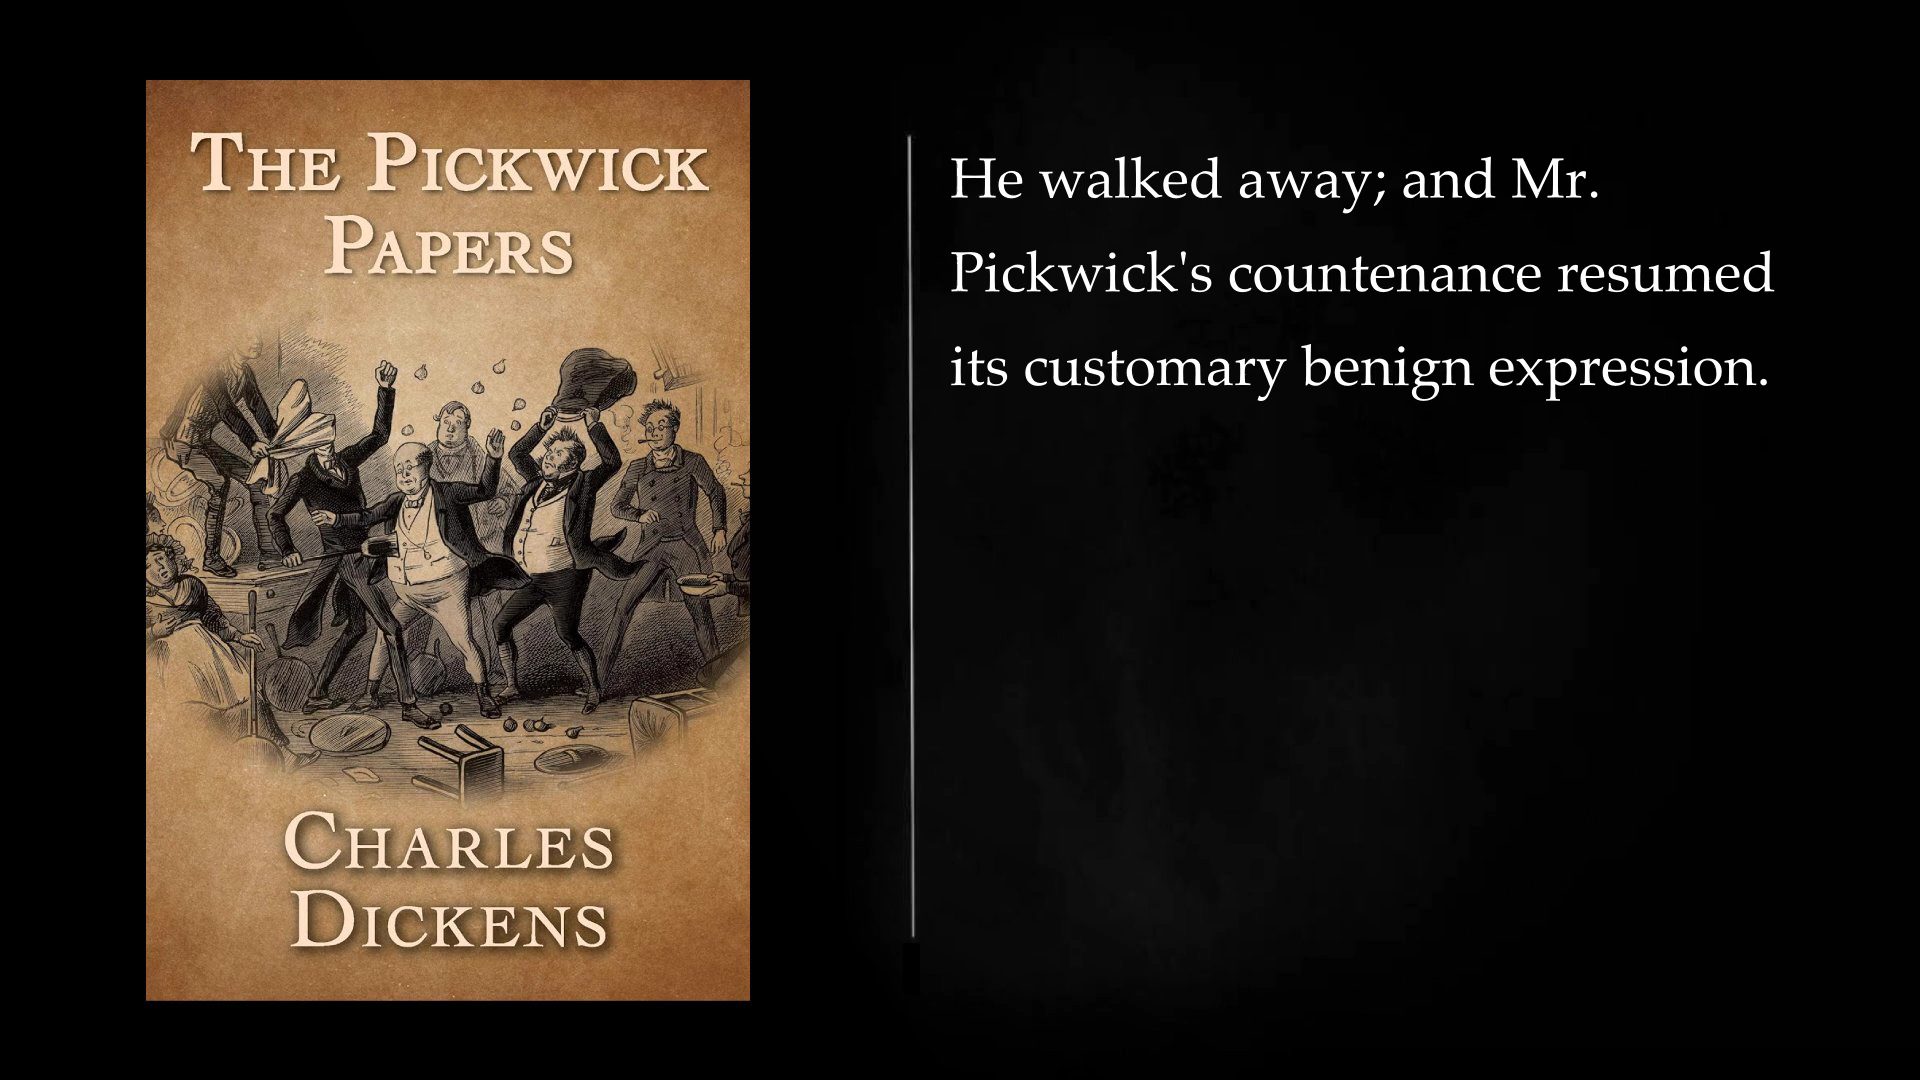 The Pickwick
Papers
Charles
Dickens
He walked away; and Mr.
Pickwick's countenance resumed
its customary benign expression.